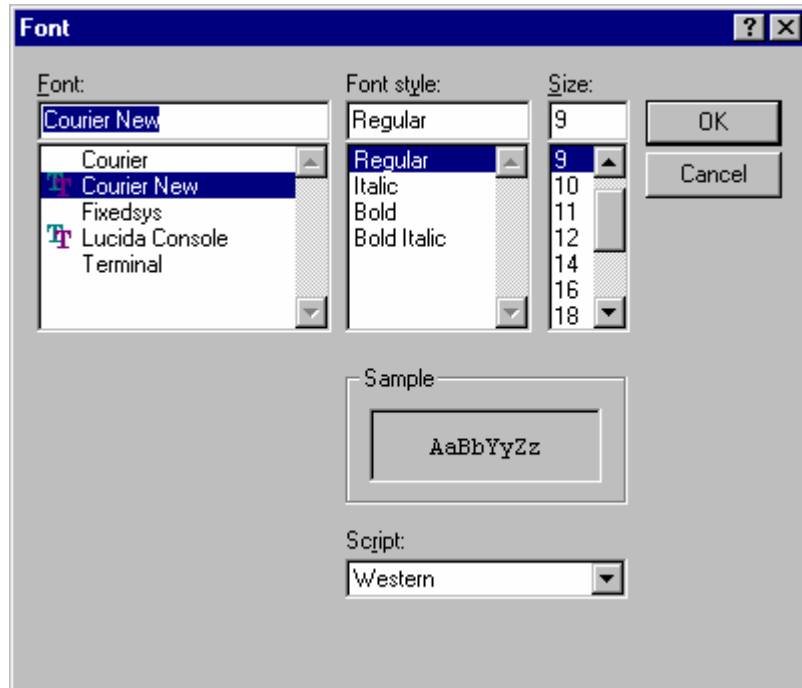 Font
Font:
Courier New
Courier
Courier New
Fixedsys
Lucida Console
Terminal
Font style:
Regular
Regular
Italic
Bold
Bold Italic
Size:
9
9
10
11
12
14
16
18
OK
Cancel
Sample
AaBbYyZz
Script:
Western